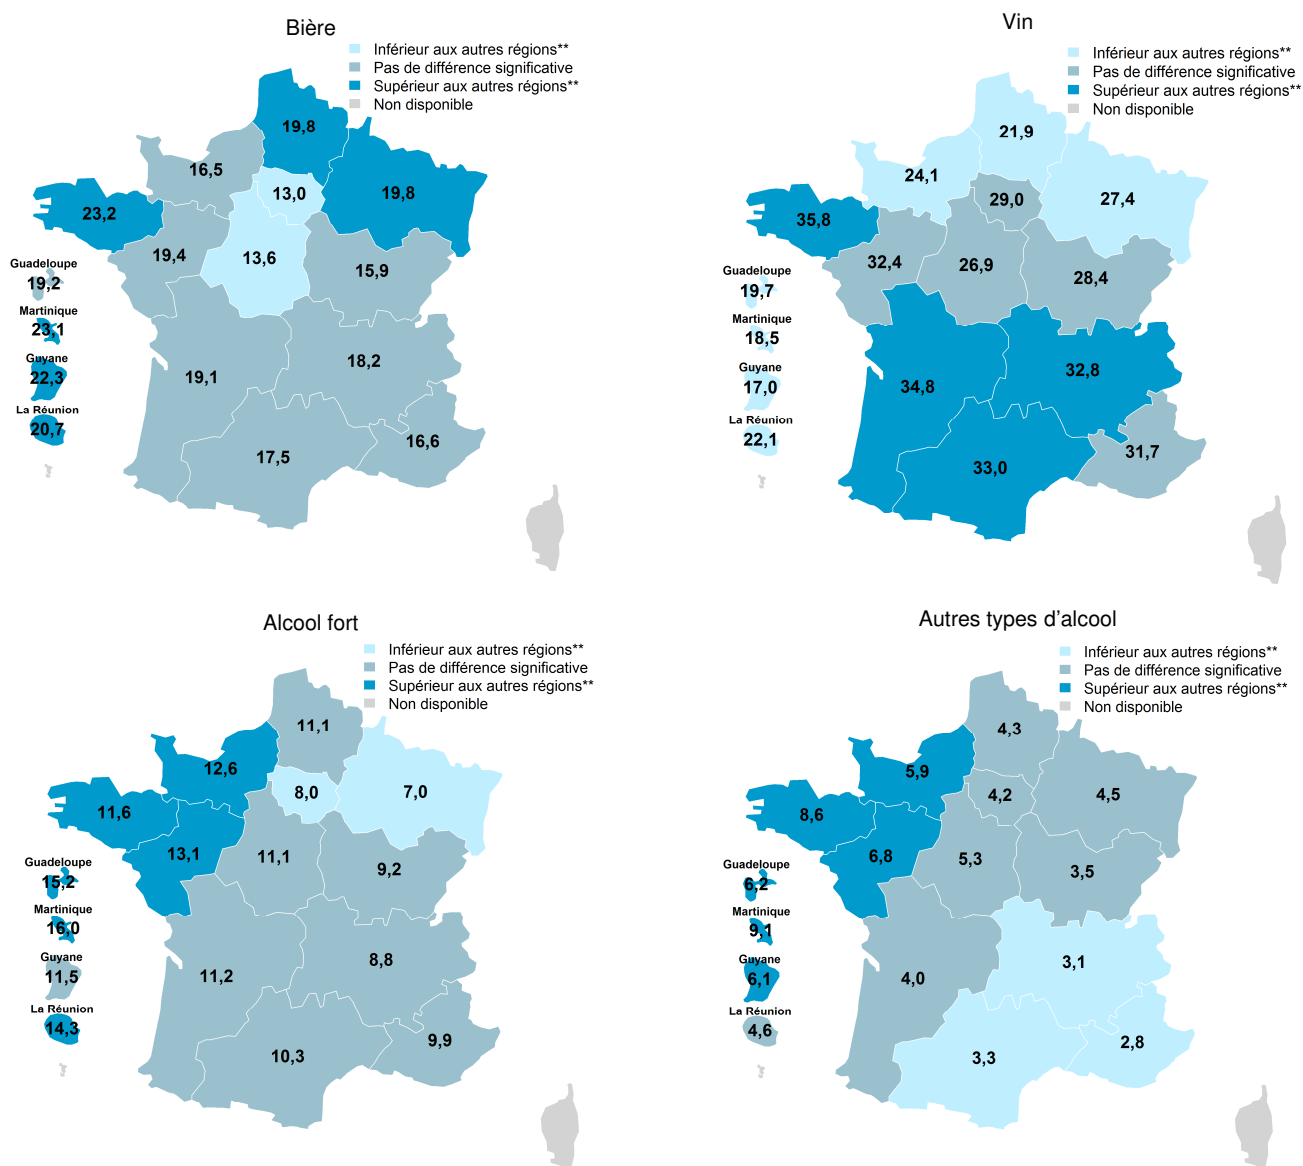 Bière
Inférieur aux autres régions**
Pas de différence significative
Supérieur aux autres régions**
Non disponible
19,8
16,5
13,0
19,8
23,2
19,4
13,6
15,9
Guadeloupe
19,2
Martinique
23,1
Guyane
22,3
La Réunion
20,7
18,2
19,1
16,6
17,5
Vin
Inférieur aux autres régions**
Pas de différence significative
Supérieur aux autres régions**
Non disponible
21,9
24,1
29,0
27,4
35,8
32,4
26,9
28,4
Guadeloupe
19,7
Martinique
18,5
Guyane
17,0
La Réunion
22,1
32,8
34,8
31,7
33,0
Alcool fort
Inférieur aux autres régions**
Pas de différence significative
Supérieur aux autres régions**
Non disponible
11,1
12,6
8,0
7,0
11,6
13,1
11,1
9,2
Guadeloupe
15,2
Martinique
16,0
Guyane
11,5
La Réunion
14,3
8,8
11,2
9,9
10,3
Autres types d'alcool
Inférieur aux autres régions**
Pas de différence significative
Supérieur aux autres régions**
Non disponible
4,3
5,9
4,2
4,5
8,6
6,8
5,3
3,5
Guadeloupe
6,2
Martinique
9,1
Guyane
6,1
La Réunion
4,6
3,1
4,0
2,8
3,3